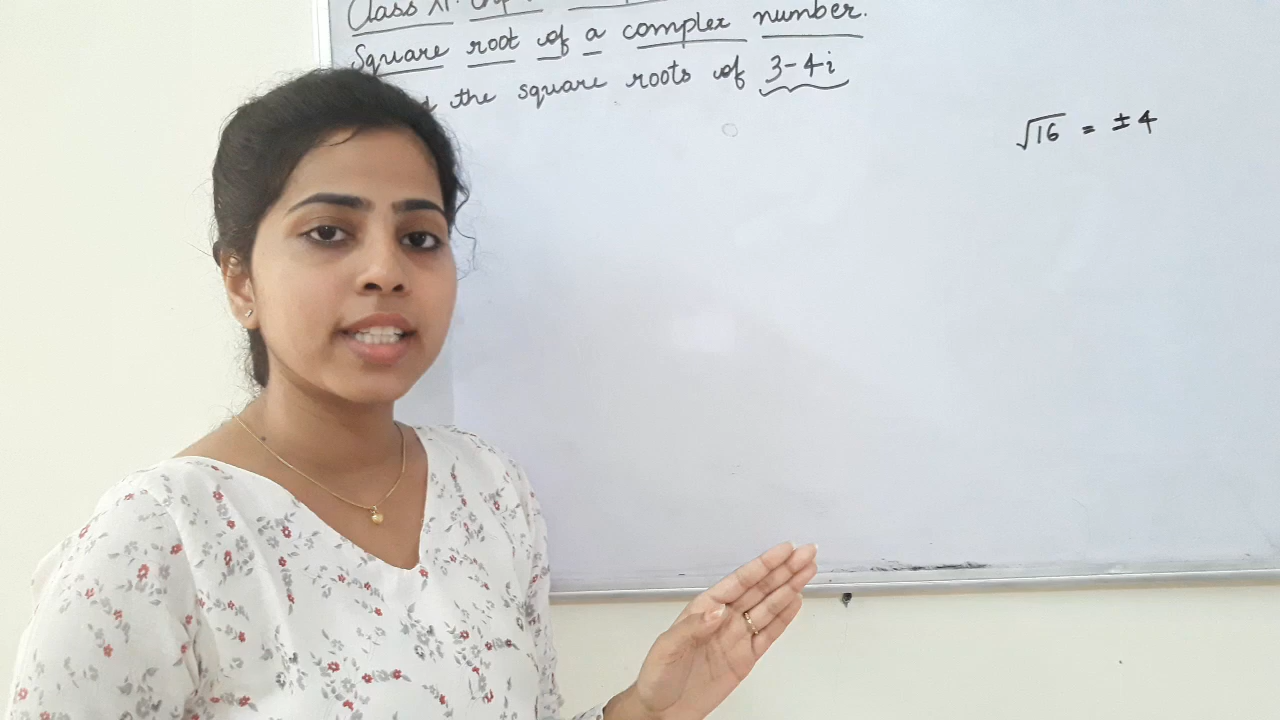 Class XI.
Square root of a complex number.
the square roots of 3-4i
√16 = ±4